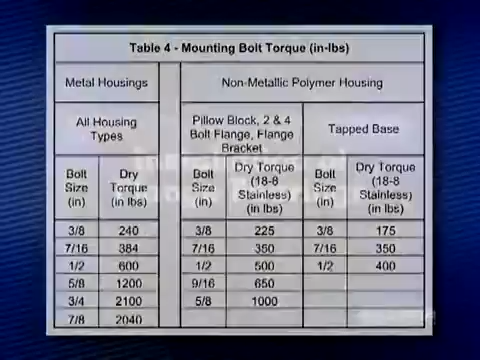 Table 4 - Mounting Bolt Torque (in-lbs)
Metal Housings
Non-Metallic Polymer Housing
All Housing
Types
Pillow Block, 2 & 4
Bolt Flange, Flange
Bracket
Tapped Base
Bolt
Size
(in)
Dry
Torque
(in lbs)
Bolt
Size
(in)
Dry Torque
(18-8
Stainless)
(in lbs)
Bolt
Size
(in)
Dry Torque
(18-8
Stainless)
(in lbs)
3/8 240 3/8 225 3/8 175
7/16 384 7/16 350 7/16 350
1/2 600 1/2 500 1/2 400
5/8 1200 9/16 650
3/4 2100 5/8 1000
7/8 2040